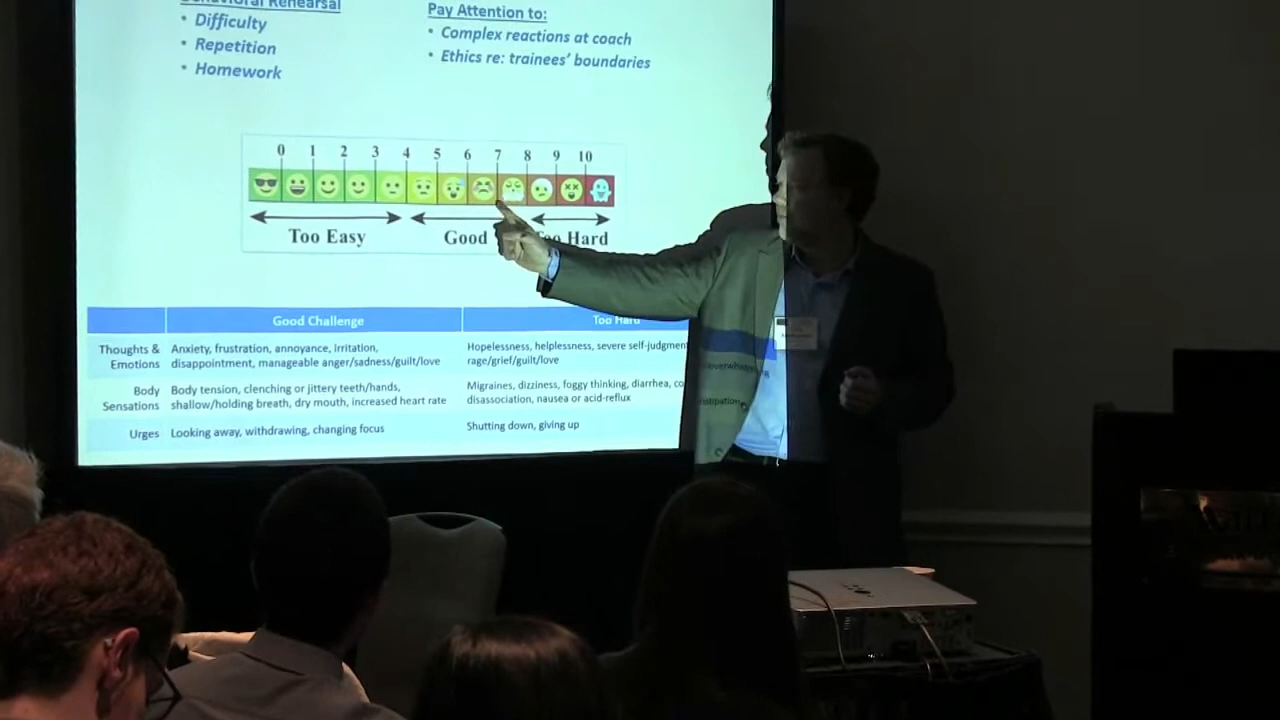 Behavioral Rehearsal
• Difficulty
• Repetition
• Homework
Pay Attention to:
• Complex reactions at coach
• Ethics re: trainees' boundaries
0 1 2 3 4 5 6 7 8 9 10
Too Easy Good Too Hard
Good Challenge Too Hard
Thoughts & Emotions
Anxiety, frustration, annoyance, irritation,
disappointment, manageable anger/sadness/guilt/love
Hopelessness, helplessness, severe self-judgment
overwhelming
rage/grief/guilt/love
Body Sensations
Body tension, clenching or jittery teeth/hands,
shallow/holding breath, dry mouth, increased heart rate
Migraines, dizziness, foggy thinking, diarrhea,
disassociation, nausea or acid-reflux
Urges
Looking away, withdrawing, changing focus
Shutting down, giving up